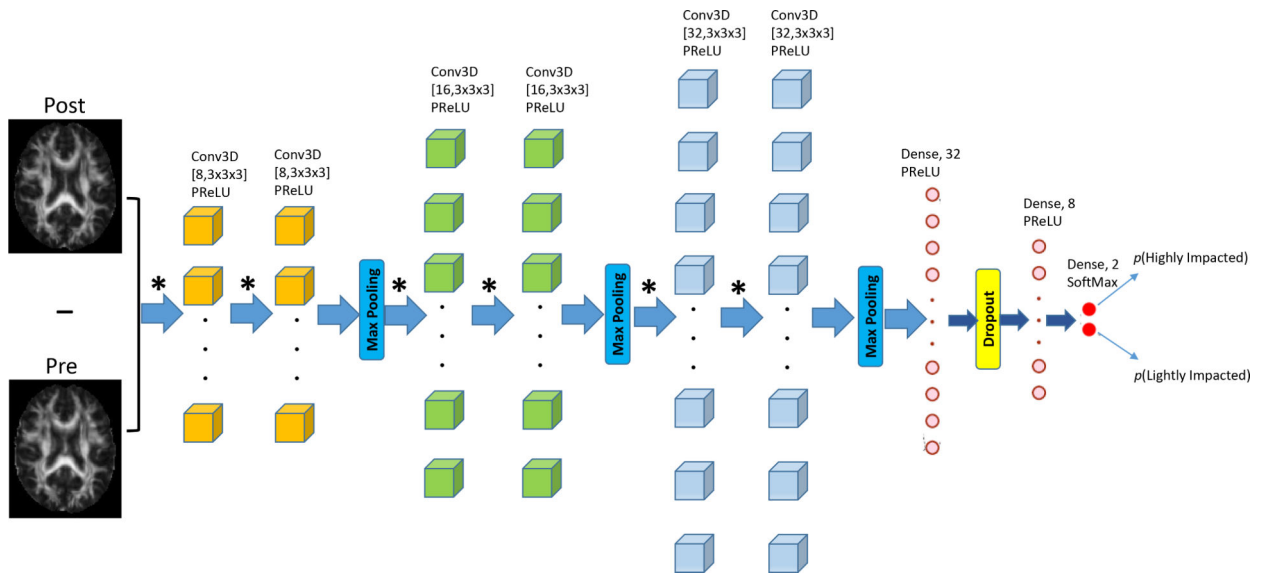 Post
–
Pre
*
Conv3D
[8,3x3x3]
PReLU
*
Conv3D
[8,3x3x3]
PReLU
Max Pooling
*
Conv3D
[16,3x3x3]
PReLU
*
Conv3D
[16,3x3x3]
PReLU
Max Pooling
*
Conv3D
[32,3x3x3]
PReLU
*
Conv3D
[32,3x3x3]
PReLU
Max Pooling
Dense, 32
PReLU
Dropout
Dense, 8
PReLU
Dense, 2
SoftMax
p(Highly Impacted)
p(Lightly Impacted)